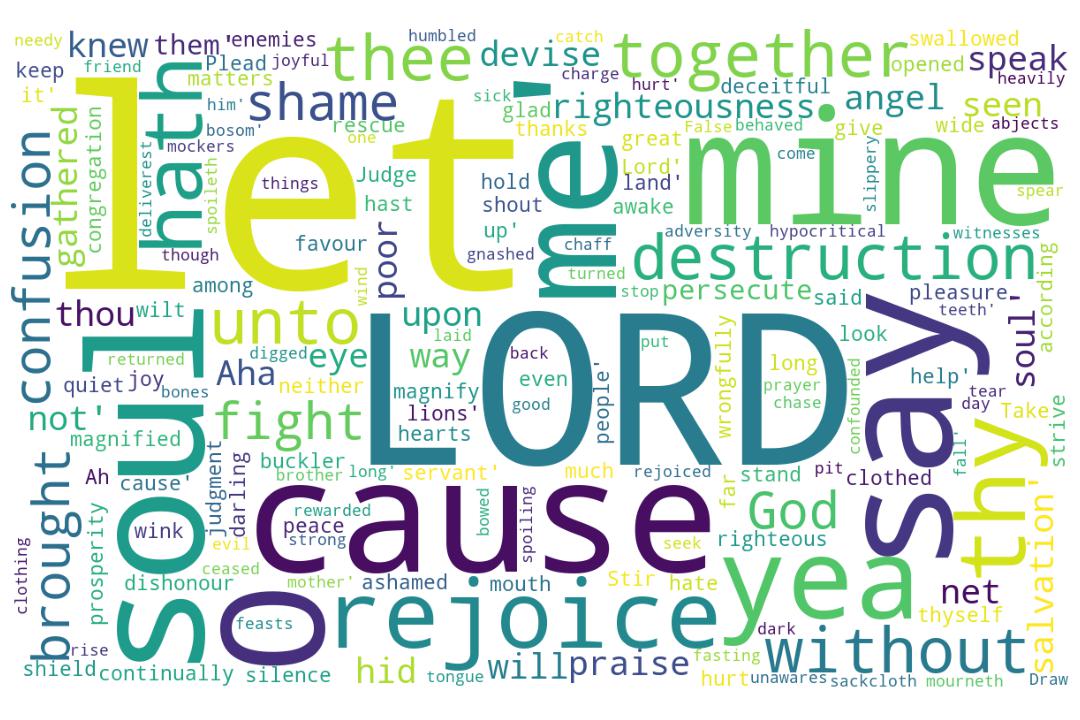 needy
knew
them'
enemies
humbled
catch
thee
devise
together
swallowed
keep
friend
Plead
joyful
charge
opened
speak
heavily
it'
matters
shame
sick
hurt'
deceitful
angel
seen
gathered
congregation
hath
him'
bosom'
mockers
rescue
one
glad
thanks
righteousness
great
False
behaved
give
wide
abjects
let
me'
mine
come
slippery
spear
confusion
deliverest
spoileth
things
Judge
hast
hold
shout
Lord'
land'
awake
though
favour
poor
up'
gnashed
chaff
turned
adversity
hypocritical
witnesses
destruction
according
among
wind
stop
persecute
said
pleasure
teeth'
soul'
thou
wilt
unto
upon
laid
LORD
put
look
say
returned
digged
eye
way
back
long
quiet
joy
bones
Aha
neither
magnify
even
people'
wrongfully
prayer
chase
help'
tear
day
not'
magnified
soul
fight
lions'
hearts
good
confounded
Take
strive
fall'
thy
brought
Ah
cause'
judgment
darling
buckler
brother
long'
servant'
much
rejoiced
far
stand
pit
clothed
prosperity
wink
rewarded
peace
strong
cause
bowed
spoiling
God
righteous
seek
salvation'
clothing
evil
ceased
dishonour
mother'
ashamed
mouth
Stir
hate
yea
net
thyself
O
feasts
rejoice
dark
without
rise
shield
continually
silence
hid
tongue
will
praise
fasting
hurt
unawares
sackcloth
mourneth
Draw